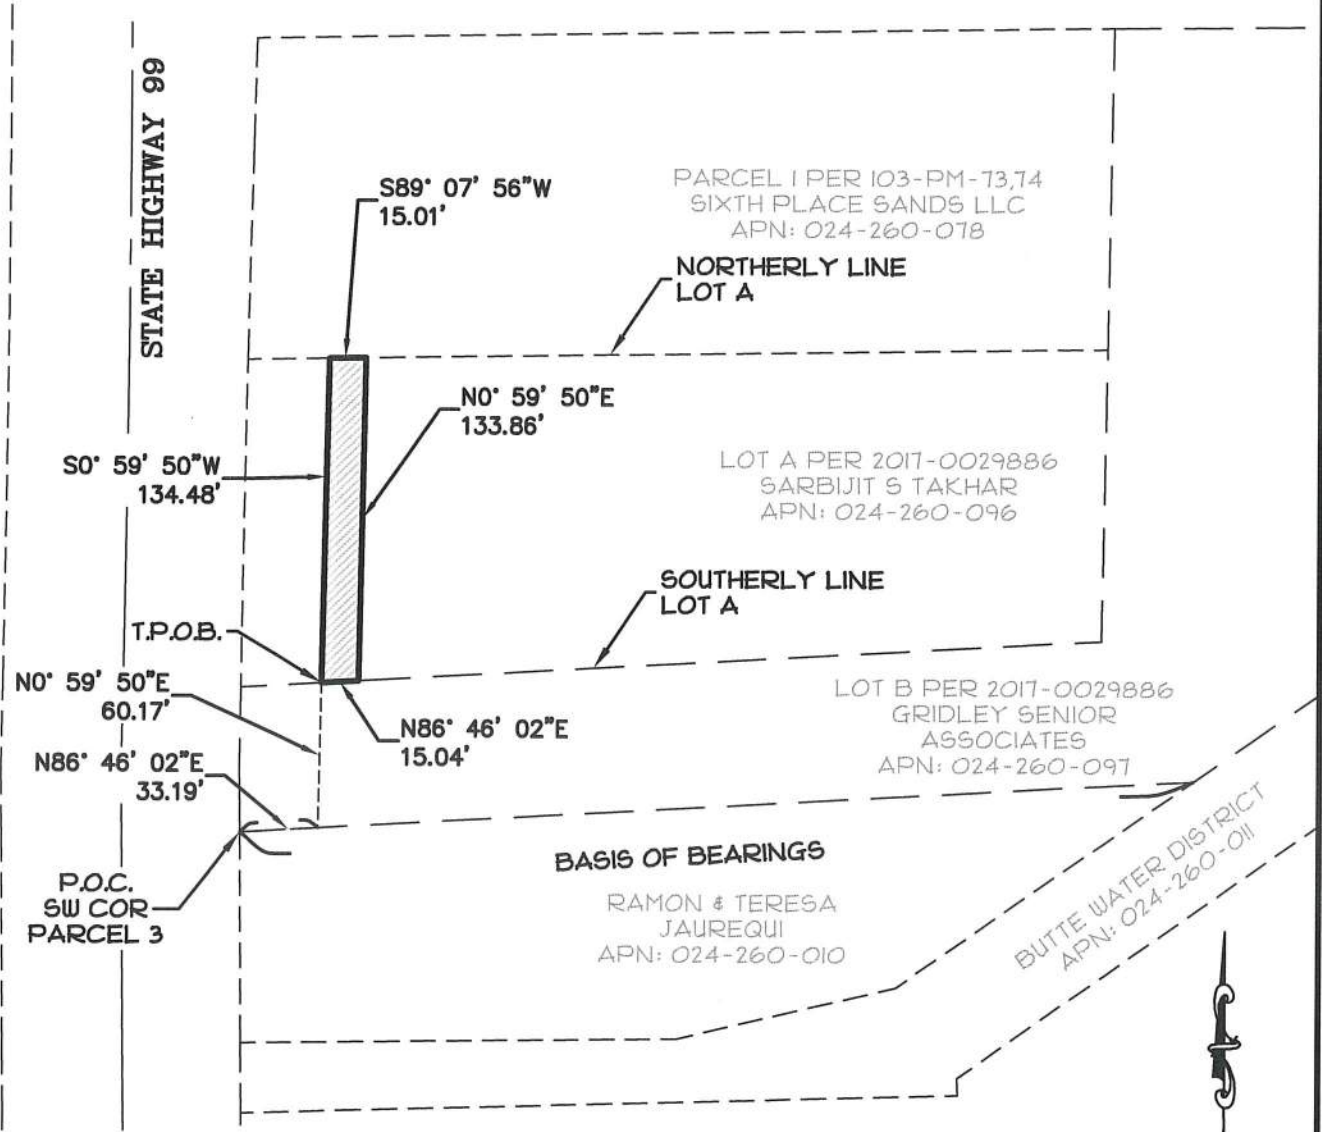 STATE HIGHWAY 99
S89° 07' 56"W
15.01'
PARCEL 1 PER 103-PM-73,74
SIXTH PLACE SANDS LLC
APN: 024-260-078
NORTHERLY LINE
LOT A
N0° 59' 50"E
133.86'
S0° 59' 50"W
134.48'
LOT A PER 2017-0029886
SARBIJIT S TAKHAR
APN: 024-260-096
SOUTHERLY LINE
LOT A
T.P.O.B.
N0° 59' 50"E
60.17'
N86° 46' 02"E
15.04'
LOT B PER 2017-0029886
GRIDLEY SENIOR
ASSOCIATES
APN: 024-260-097
N86° 46' 02"E
33.19'
P.O.C.
SW COR
PARCEL 3
BASIS OF BEARINGS
RAMON & TERESA
JAUREQUI
APN: 024-260-010
BUTTE WATER DISTRICT
APN: 024-260-011